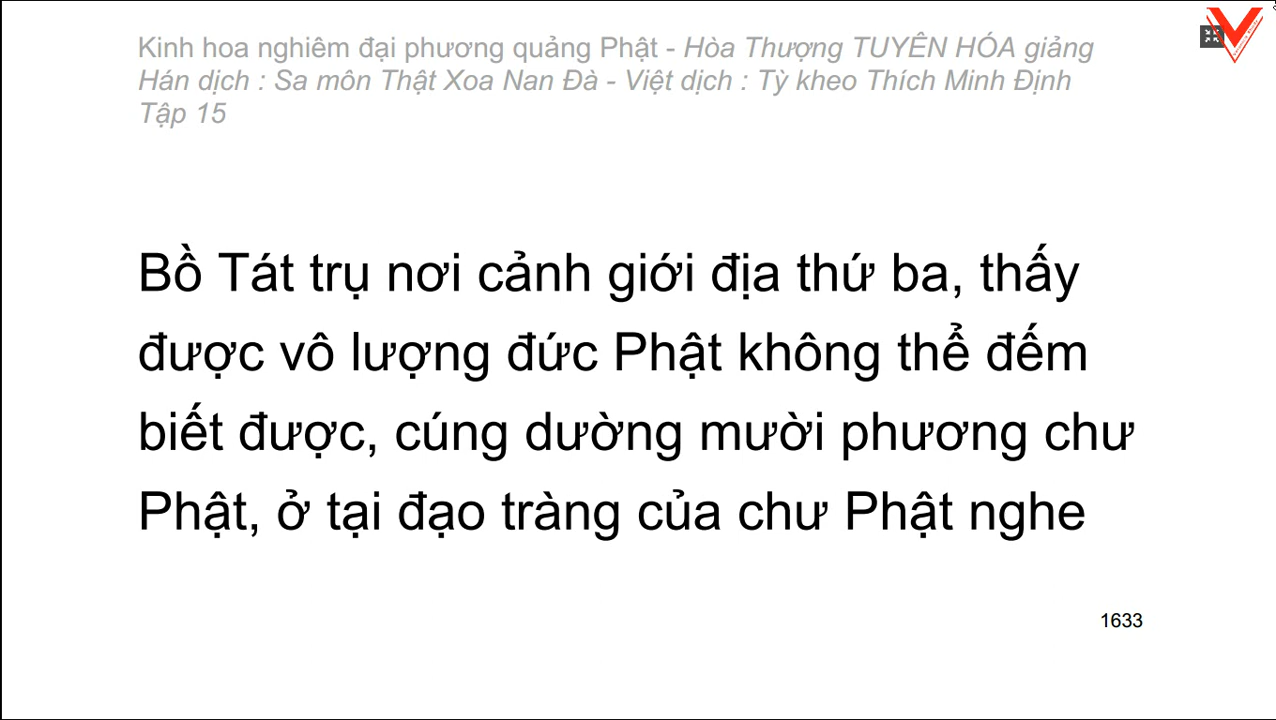 Kinh hoa nghiêm đại phương quảng Phật - Hòa Thượng TUYÊN HÓA giảng
Hán dịch : Sa môn Thật Xoa Nan Đà - Việt dịch : Tỳ kheo Thích Minh Định
Tập 15
Bồ Tát trụ nơi cảnh giới địa thứ ba, thấy
được vô lượng đức Phật không thể đếm
biết được, cúng dường mười phương chư
Phật, ở tại đạo tràng của chư Phật nghe
1633